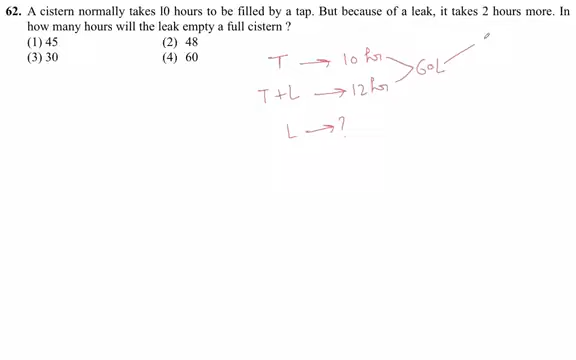 62. A cistern normally takes 10 hours to be filled by a tap. But because of a leak, it takes 2 hours more. In
how many hours will the leak empty a full cistern ?
(1) 45 (2) 48
(3) 30 (4) 60
T → 10 hr
60L
T + L → 12 hr
L → ?